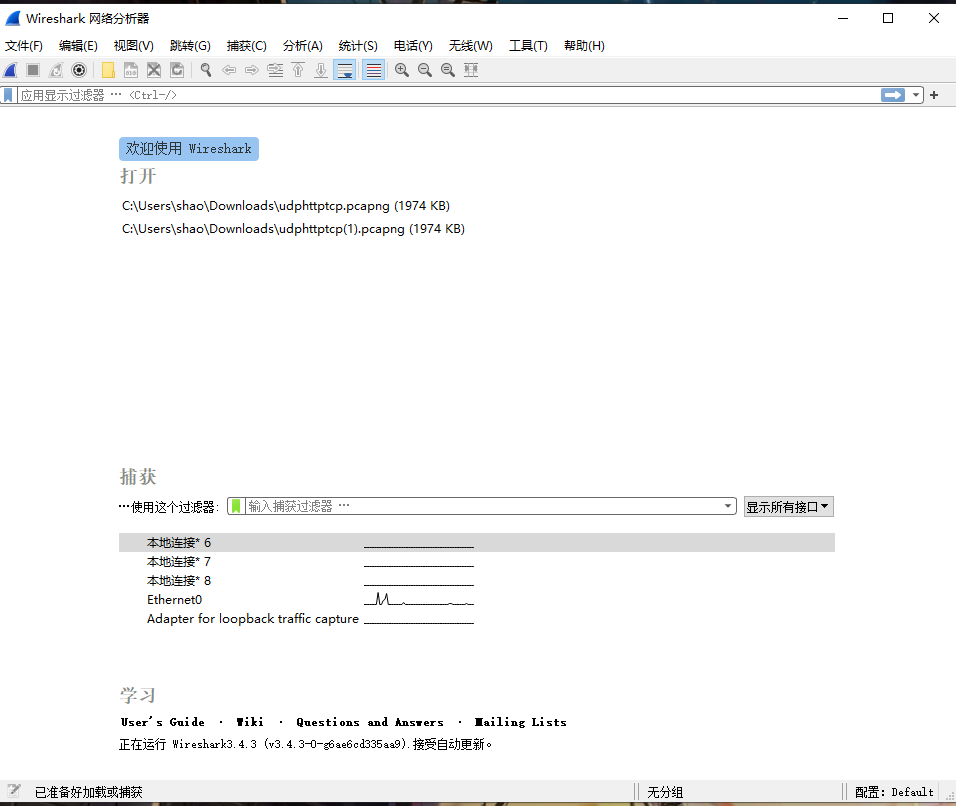 Wireshark 网络分析器
文件(F) 编辑(E) 视图(V) 跳转(G) 捕获(C) 分析(A) 统计(S) 电话(Y) 无线(W) 工具(T) 帮助(H)
应用显示过滤器 … <Ctrl-/>
欢迎使用 Wireshark
打开
C:\Users\shao\Downloads\udphttptcp.pcapng (1974 KB)
C:\Users\shao\Downloads\udphttptcp(1).pcapng (1974 KB)
捕获
…使用这个过滤器: 输入捕获过滤器 … 显示所有接口
本地连接* 6
本地连接* 7
本地连接* 8
Ethernet0
Adapter for loopback traffic capture
学习
User's Guide · Wiki · Questions and Answers · Mailing Lists
正在运行 Wireshark3.4.3 (v3.4.3-0-g6ae6cd335aa9).接受自动更新。
已准备好加载或捕获 无分组 配置: Default